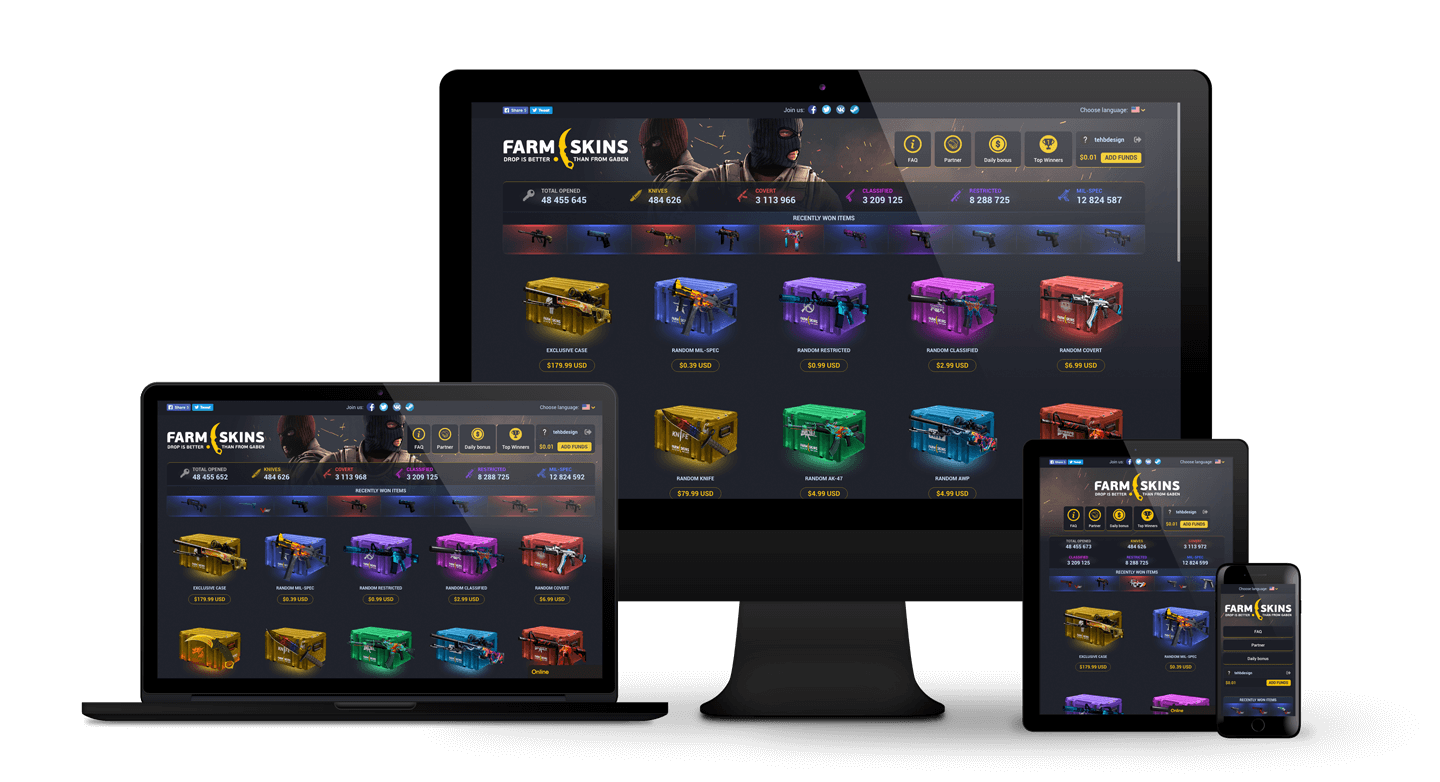 Share 0 Tweet Join us: Choose language:
FARM SKINS
DROP IS BETTER THAN FROM GABEN
FAQ Partner Daily bonus Top Winners
? tehbdesign
$0.01 ADD FUNDS
TOTAL OPENED KNIVES COVERT CLASSIFIED RESTRICTED MIL-SPEC
48 455 645 484 626 3 113 966 3 209 125 8 288 725 12 824 587
RECENTLY WON ITEMS
EXCLUSIVE CASE RANDOM MIL-SPEC RANDOM RESTRICTED RANDOM CLASSIFIED RANDOM COVERT
$179.99 USD $0.39 USD $0.99 USD $2.99 USD $6.99 USD
KNIFE
RANDOM KNIFE RANDOM AK-47 RANDOM AWP
$79.99 USD $4.99 USD $4.99 USD
Share 0 Tweet Join us: Choose language:
FARM SKINS
DROP IS BETTER THAN FROM GABEN
FAQ Partner Daily bonus Top Winners
? tehbdesign
$0.01 ADD FUNDS
TOTAL OPENED KNIVES COVERT CLASSIFIED RESTRICTED MIL-SPEC
48 455 652 484 626 3 113 968 3 209 125 8 288 725 12 824 592
RECENTLY WON ITEMS
EXCLUSIVE CASE RANDOM MIL-SPEC RANDOM RESTRICTED RANDOM CLASSIFIED RANDOM COVERT
$179.99 USD $0.39 USD $0.99 USD $2.99 USD $6.99 USD
KNIFE
Online
Share 0 Tweet Join us: Choose language:
FARM SKINS
DROP IS BETTER THAN FROM GABEN
FAQ Partner Daily bonus Top Winners
? tehbdesign
$0.01 ADD FUNDS
TOTAL OPENED KNIVES COVERT
48 455 673 484 626 3 113 972
CLASSIFIED RESTRICTED MIL-SPEC
3 209 125 8 288 725 12 824 599
RECENTLY WON ITEMS
EXCLUSIVE CASE RANDOM MIL-SPEC
$179.99 USD $0.39 USD
Online
Choose language:
FARM SKINS
DROP IS BETTER THAN FROM GABEN
FAQ
Partner
Daily bonus
? tehbdesign
$0.01 ADD FUNDS
RECENTLY WON ITEMS